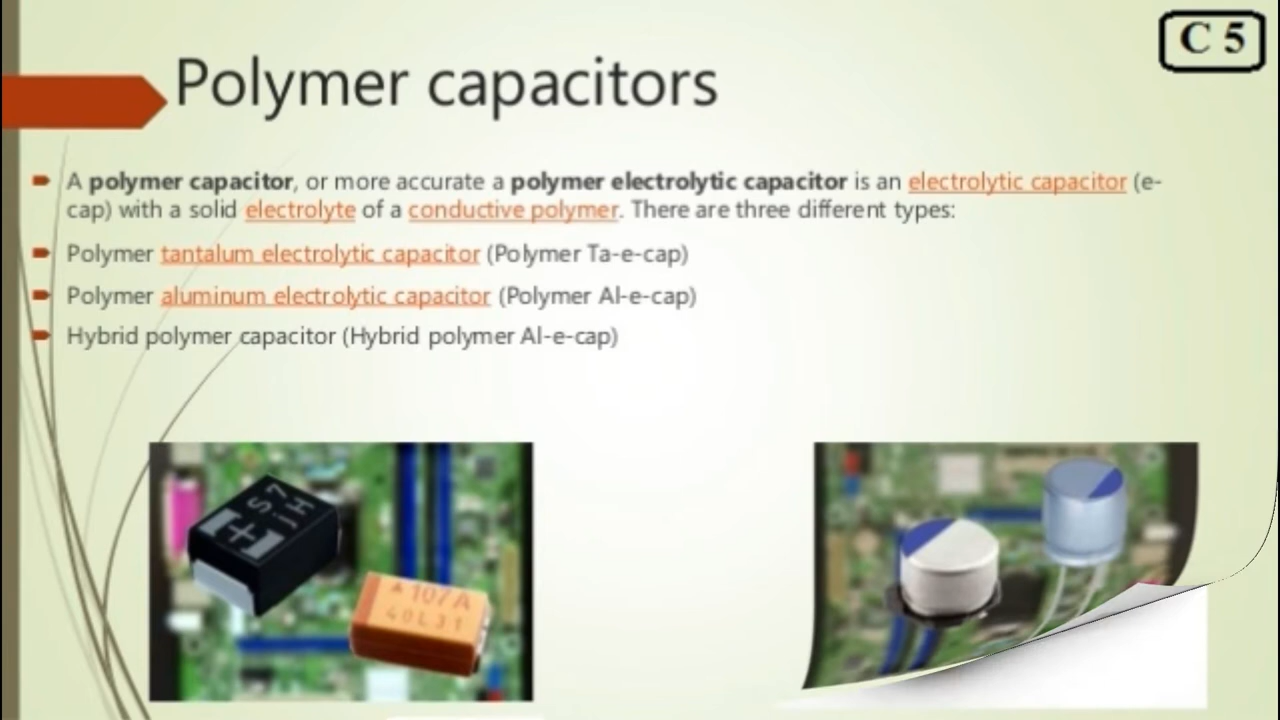 C 5
Polymer capacitors
A polymer capacitor, or more accurate a polymer electrolytic capacitor is an electrolytic capacitor (e-
cap) with a solid electrolyte of a conductive polymer. There are three different types:
Polymer tantalum electrolytic capacitor (Polymer Ta-e-cap)
Polymer aluminum electrolytic capacitor (Polymer Al-e-cap)
Hybrid polymer capacitor (Hybrid polymer Al-e-cap)
S7
jH
107A
40L31